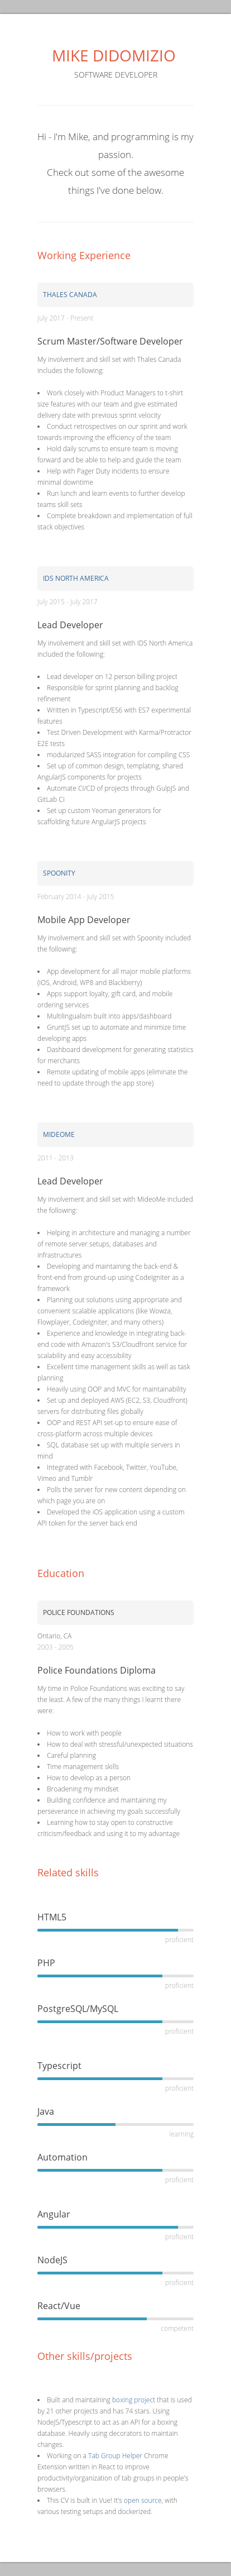 MIKE DIDOMIZIO
SOFTWARE DEVELOPER
Hi - I'm Mike, and programming is my
passion.
Check out some of the awesome
things I've done below.
Working Experience
THALES CANADA
July 2017 - Present
Scrum Master/Software Developer
My involvement and skill set with Thales Canada
includes the following:
• Work closely with Product Managers to t-shirt
size features with our team and give estimated
delivery date with previous sprint velocity
• Conduct retrospectives on our sprint and work
towards improving the efficiency of the team
• Hold daily scrums to ensure team is moving
forward and be able to help and guide the team
• Help with Pager Duty incidents to ensure
minimal downtime
• Run lunch and learn events to further develop
teams skill sets
• Complete breakdown and implementation of full
stack objectives
IDS NORTH AMERICA
July 2015 - July 2017
Lead Developer
My involvement and skill set with IDS North America
included the following:
• Lead developer on 12 person billing project
• Responsible for sprint planning and backlog
refinement
• Written in Typescript/ES6 with ES7 experimental
features
• Test Driven Development with Karma/Protractor
E2E tests
• modularized SASS integration for compiling CSS
• Set up of common design, templating, shared
AngularJS components for projects
• Automate CI/CD of projects through GulpJS and
GitLab CI
• Set up custom Yeoman generators for
scaffolding future AngularJS projects
SPOONITY
February 2014 - July 2015
Mobile App Developer
My involvement and skill set with Spoonity included
the following:
• App development for all major mobile platforms
(iOS, Android, WP8 and Blackberry)
• Apps support loyalty, gift card, and mobile
ordering services
• Multilingualism built into apps/dashboard
• GruntJS set up to automate and minimize time
developing apps
• Dashboard development for generating statistics
for merchants
• Remote updating of mobile apps (eliminate the
need to update through the app store)
MIDEOME
2011 - 2013
Lead Developer
My involvement and skill set with MideoMe included
the following:
• Helping in architecture and managing a number
of remote server setups, databases and
infrastructures
• Developing and maintaining the back-end &
front-end from ground-up using Codeigniter as a
framework
• Planning out solutions using appropriate and
convenient scalable applications (like Wowza,
Flowplayer, Codeigniter, and many others)
• Experience and knowledge in integrating back-
end code with Amazon's S3/Cloudfront service for
scalability and easy accessibility
• Excellent time management skills as well as task
planning
• Heavily using OOP and MVC for maintainability
• Set up and deployed AWS (EC2, S3, Cloudfront)
servers for distributing files globally
• OOP and REST API set-up to ensure ease of
cross-platform across multiple devices
• SQL database set up with multiple servers in
mind
• Integrated with Facebook, Twitter, YouTube,
Vimeo and Tumblr
• Polls the server for new content depending on
which page you are on
• Developed the iOS application using a custom
API token for the server back end
Education
POLICE FOUNDATIONS
Ontario, CA
2003 - 2005
Police Foundations Diploma
My time in Police Foundations was exciting to say
the least. A few of the many things I learnt there
were:
• How to work with people
• How to deal with stressful/unexpected situations
• Careful planning
• Time management skills
• How to develop as a person
• Broadening my mindset
• Building confidence and maintaining my
perseverance in achieving my goals successfully
• Learning how to stay open to constructive
criticism/feedback and using it to my advantage
Related skills
HTML5
proficient
PHP
proficient
PostgreSQL/MySQL
proficient
Typescript
proficient
Java
learning
Automation
proficient
Angular
proficient
NodeJS
proficient
React/Vue
competent
Other skills/projects
• Built and maintaining boxing project that is used
by 21 other projects and has 74 stars. Using
NodeJS/Typescript to act as an API for a boxing
database. Heavily using decorators to maintain
changes.
• Working on a Tab Group Helper Chrome
Extension written in React to improve
productivity/organization of tab groups in people's
browsers.
• This CV is built in Vue! It's open source, with
various testing setups and dockerized.